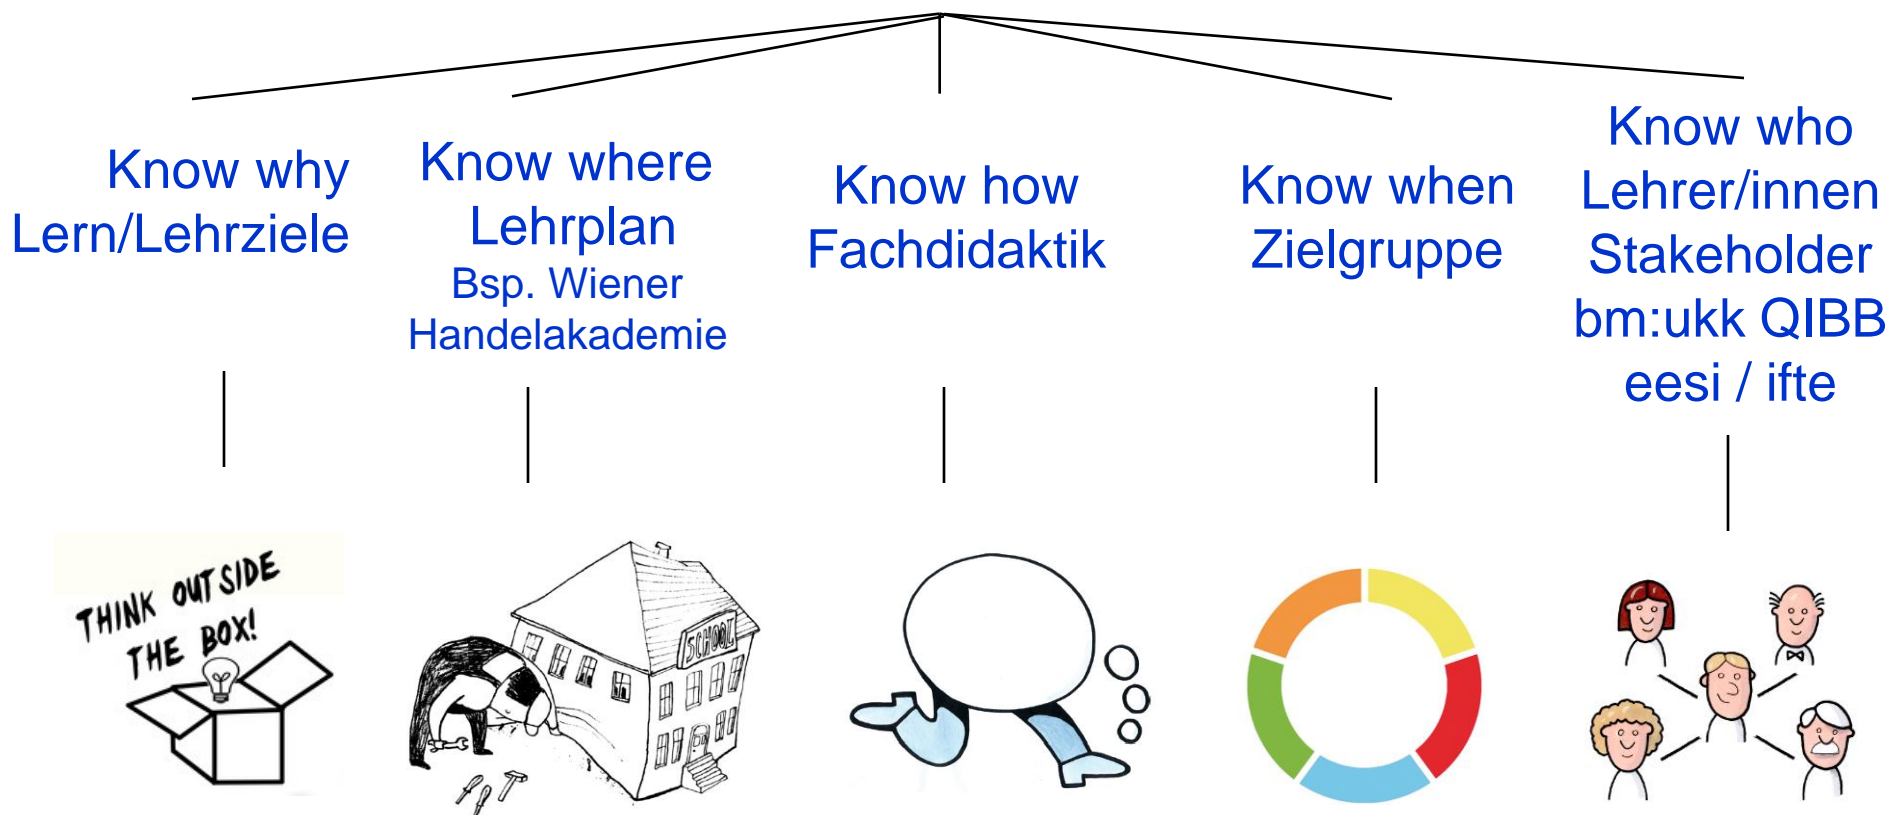 Know why
Lern/Lehrziele
Know where
Lehrplan
Bsp. Wiener
Handelakademie
Know how
Fachdidaktik
Know when
Zielgruppe
Know who
Lehrer/innen
Stakeholder
bm:ukk QIBB
eesi / ifte
THINK OUTSIDE
THE BOX!
SCHOOL